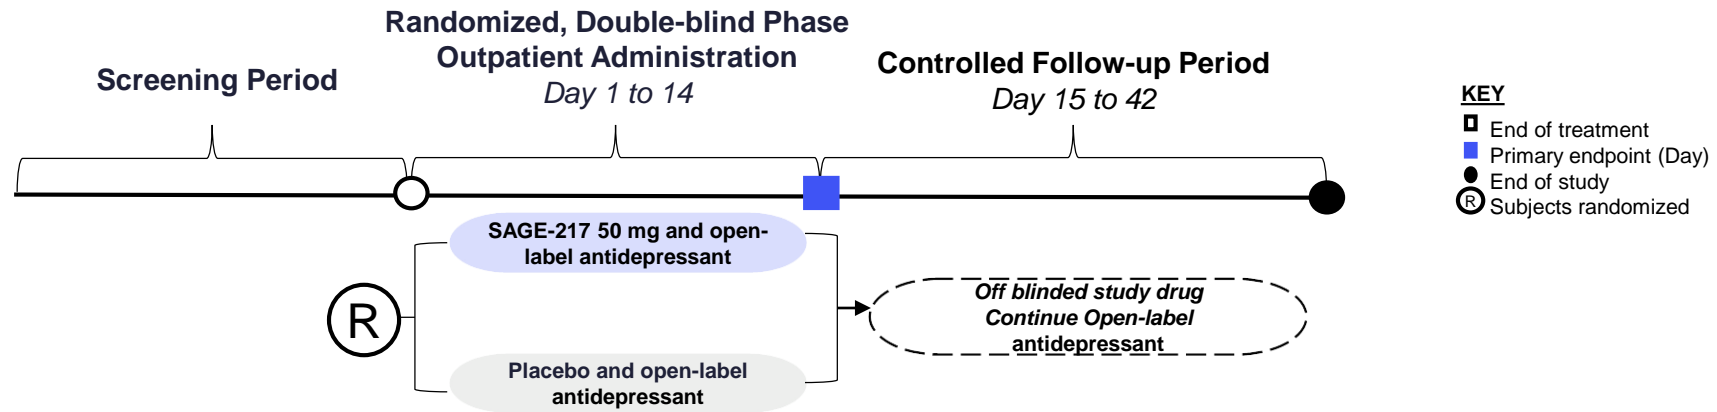 Screening Period
Randomized, Double-blind Phase
Outpatient Administration
Day 1 to 14
Controlled Follow-up Period
Day 15 to 42
KEY
End of treatment
Primary endpoint (Day)
End of study
R Subjects randomized
R
SAGE-217 50 mg and open-
label antidepressant
Placebo and open-label
antidepressant
Off blinded study drug
Continue Open-label
antidepressant